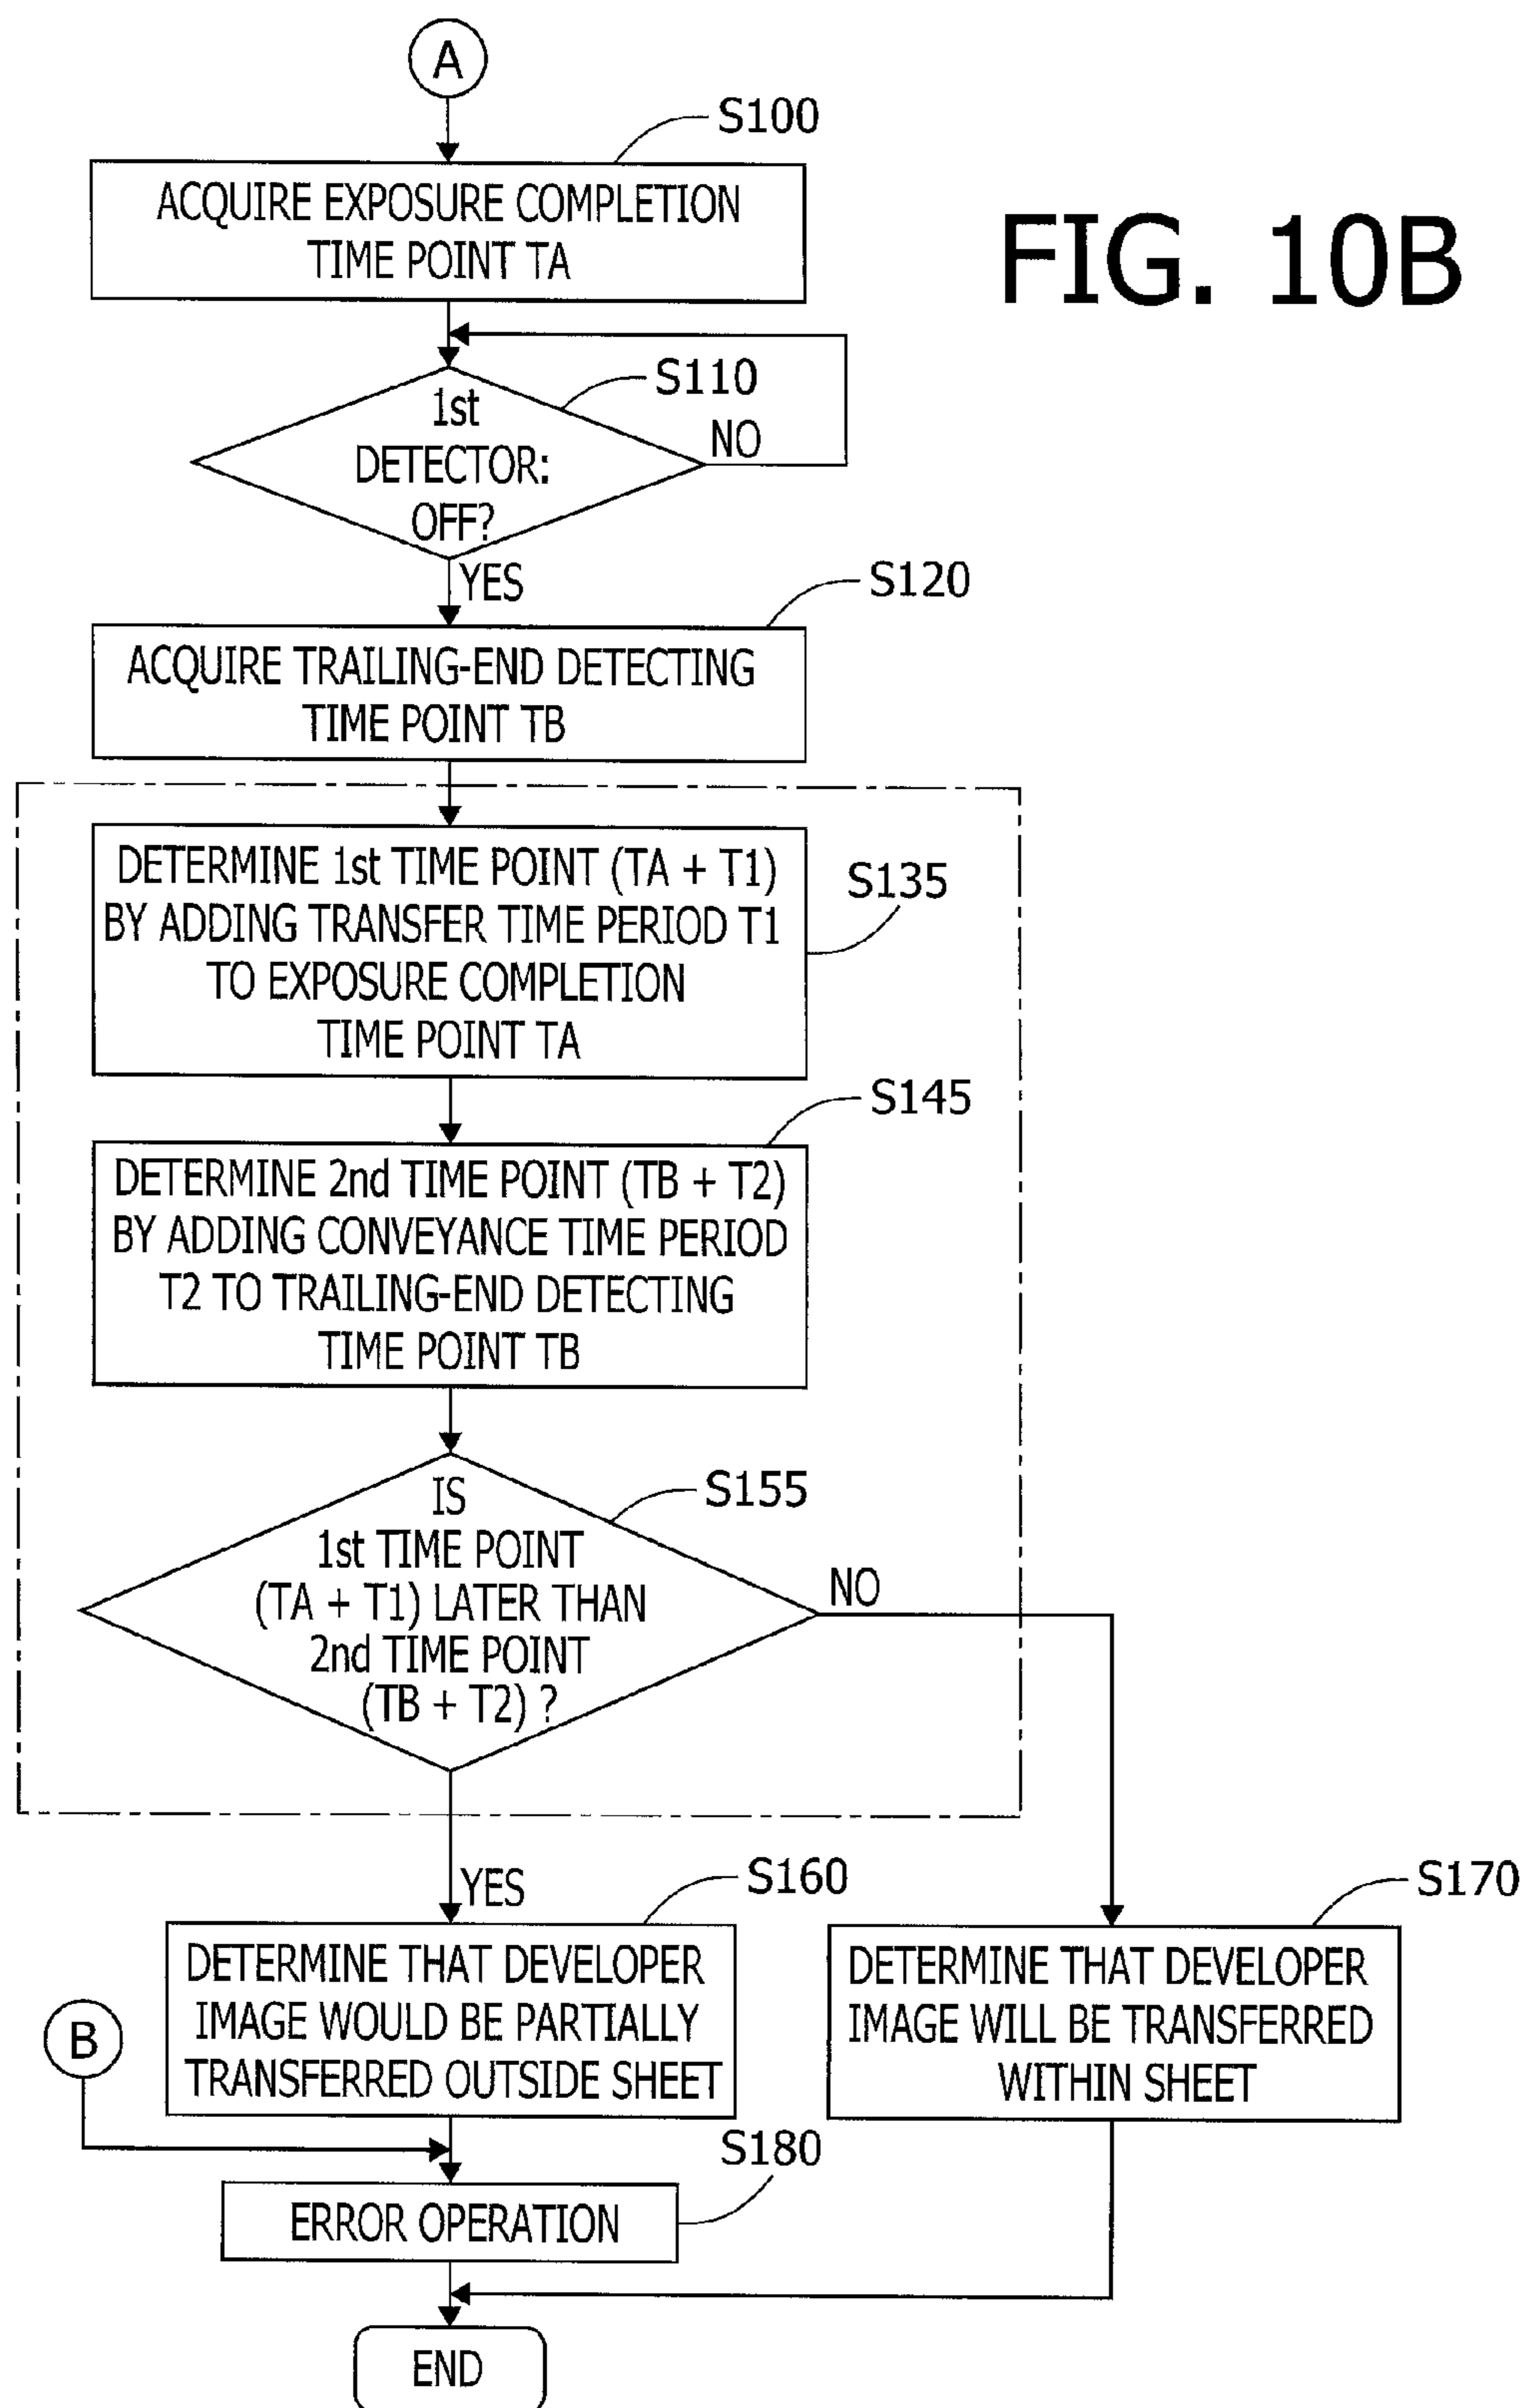 A
S100
ACQUIRE EXPOSURE COMPLETION
TIME POINT TA
FIG. 10B
S110
1st
DETECTOR:
OFF?
NO
YES
S120
ACQUIRE TRAILING-END DETECTING
TIME POINT TB
S135
DETERMINE 1st TIME POINT (TA + T1)
BY ADDING TRANSFER TIME PERIOD T1
TO EXPOSURE COMPLETION
TIME POINT TA
S145
DETERMINE 2nd TIME POINT (TB + T2)
BY ADDING CONVEYANCE TIME PERIOD
T2 TO TRAILING-END DETECTING
TIME POINT TB
S155
IS
1st TIME POINT
(TA + T1) LATER THAN
2nd TIME POINT
(TB + T2) ?
NO
YES
S160
DETERMINE THAT DEVELOPER
IMAGE WOULD BE PARTIALLY
TRANSFERRED OUTSIDE SHEET
S170
DETERMINE THAT DEVELOPER
IMAGE WILL BE TRANSFERRED
WITHIN SHEET
B
S180
ERROR OPERATION
END